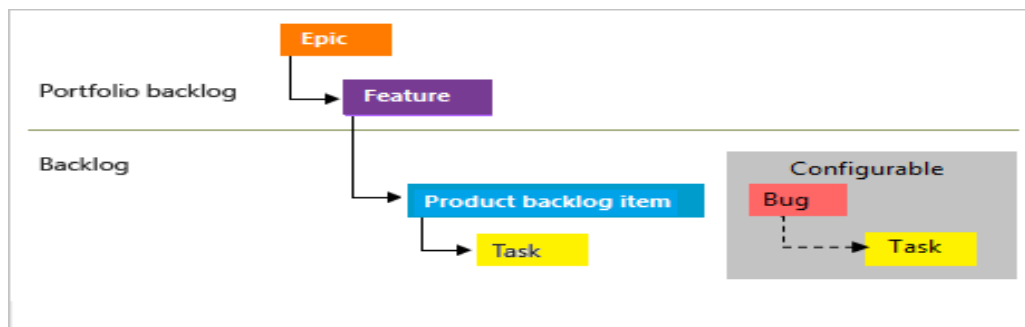 Epic
Portfolio backlog
Feature
Backlog
Configurable
Product backlog item
Bug
Task
Task